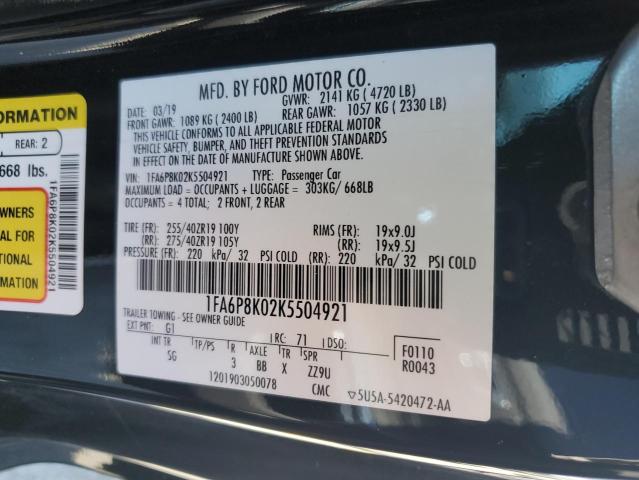 FORMATION
REAR: 2
668 lbs.
WNERS
AL FOR
TIONAL
MATION
1FA6P8K02K5504921
MFD. BY FORD MOTOR CO.
DATE: 03/19 GVWR: 2141 KG ( 4720 LB)
FRONT GAWR: 1089 KG ( 2400 LB) REAR GAWR: 1057 KG ( 2330 LB)
THIS VEHICLE CONFORMS TO ALL APPLICABLE FEDERAL MOTOR
VEHICLE SAFETY, BUMPER, AND THEFT PREVENTION STANDARDS
IN EFFECT ON THE DATE OF MANUFACTURE SHOWN ABOVE.
VIN: 1FA6P8K02K5504921 TYPE: Passenger Car
MAXIMUM LOAD = OCCUPANTS + LUGGAGE = 303KG/ 668LB
OCCUPANTS = 4 TOTAL; 2 FRONT, 2 REAR
TIRE (FR): 255/40ZR19 100Y RIMS (FR): 19x9.0J
(RR): 275/40ZR19 105Y (RR): 19x9.5J
PRESSURE (FR): 220 kPa/ 32 PSI COLD (RR): 220 kPa/ 32 PSI COLD
1FA6P8K02K5504921
TRAILER TOWING - SEE OWNER GUIDE
EXT PNT: G1 RC: 71 DSO:
INT TR TP/PS R AXLE TR SPR
SG 3 BB X ZZ9U
F0110
R0043
1201903050078 CMC ▽5U5A-5420472-AA